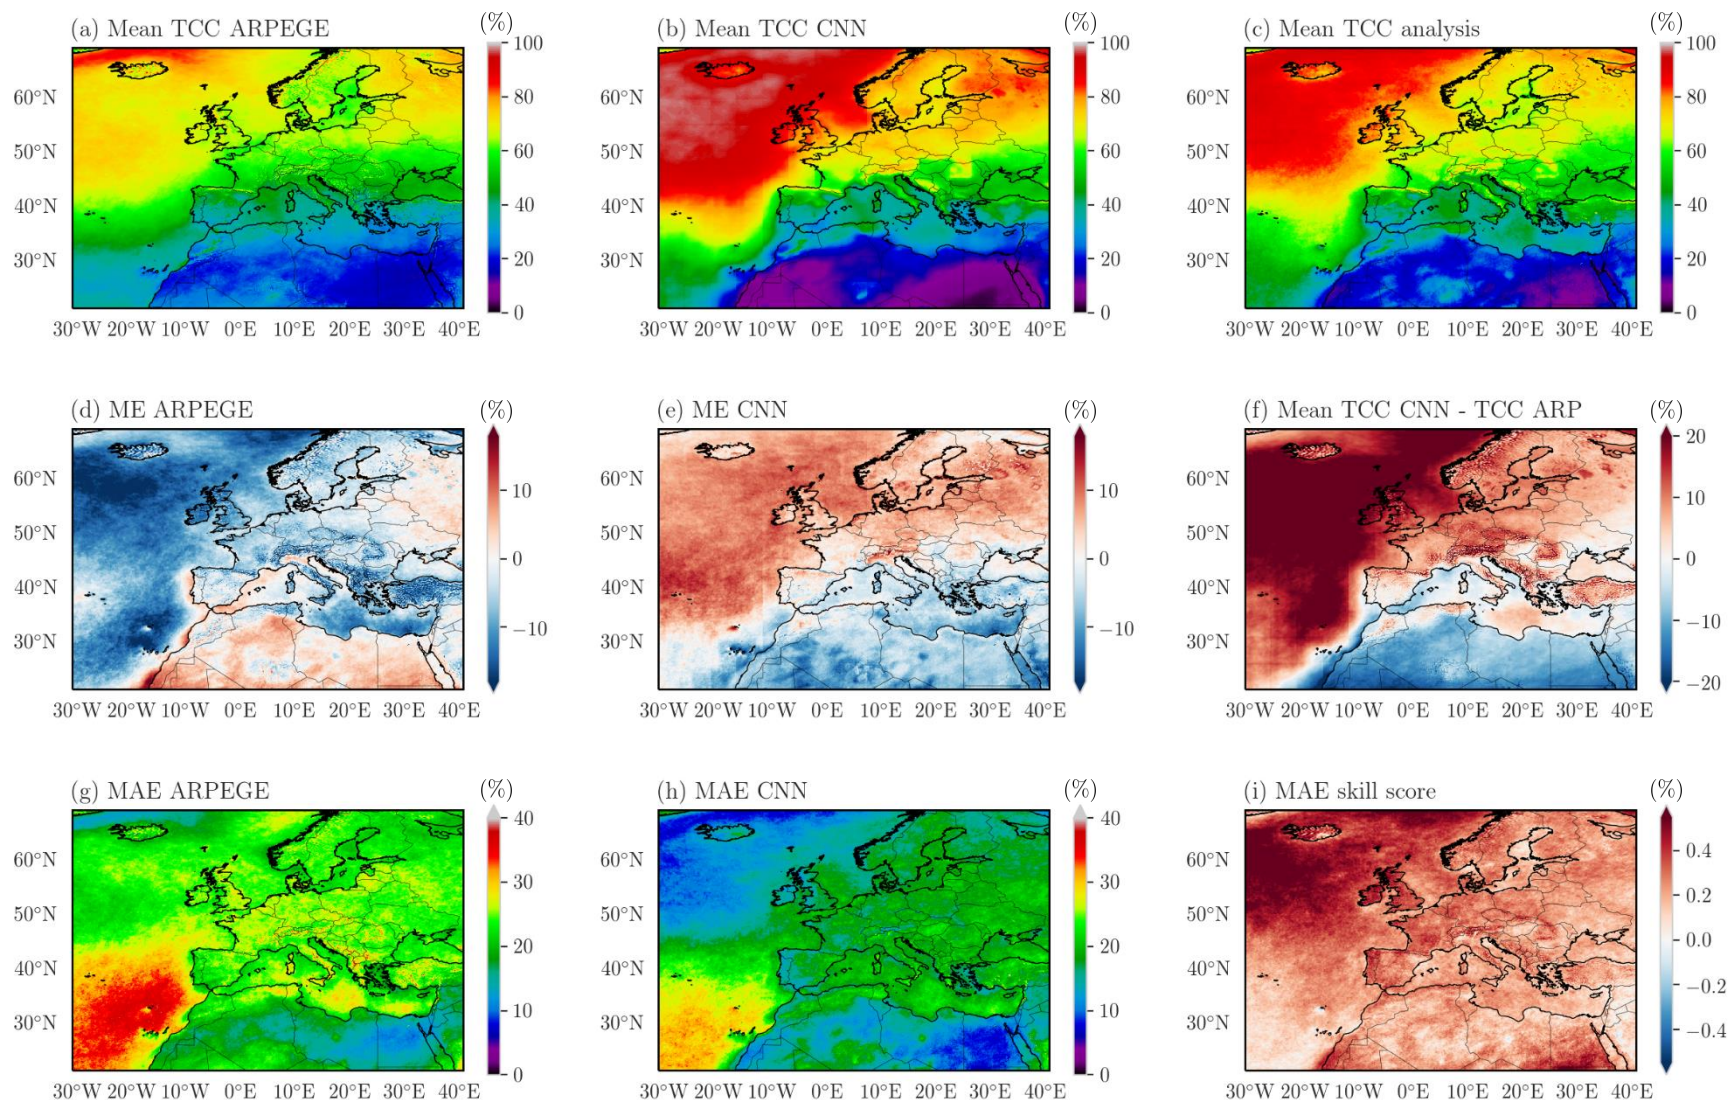 (a) Mean TCC ARPEGE (%)
100
80
60
40
20
0
60°N
50°N
40°N
30°N
30°W 20°W 10°W 0°E 10°E 20°E 30°E 40°E
(b) Mean TCC CNN (%)
100
80
60
40
20
0
60°N
50°N
40°N
30°N
30°W 20°W 10°W 0°E 10°E 20°E 30°E 40°E
(c) Mean TCC analysis (%)
100
80
60
40
20
0
60°N
50°N
40°N
30°N
30°W 20°W 10°W 0°E 10°E 20°E 30°E 40°E
(d) ME ARPEGE (%)
10
0
−10
60°N
50°N
40°N
30°N
30°W 20°W 10°W 0°E 10°E 20°E 30°E 40°E
(e) ME CNN (%)
10
0
−10
60°N
50°N
40°N
30°N
30°W 20°W 10°W 0°E 10°E 20°E 30°E 40°E
(f) Mean TCC CNN - TCC ARP (%)
20
10
0
−10
−20
60°N
50°N
40°N
30°N
30°W 20°W 10°W 0°E 10°E 20°E 30°E 40°E
(g) MAE ARPEGE (%)
40
30
20
10
0
60°N
50°N
40°N
30°N
30°W 20°W 10°W 0°E 10°E 20°E 30°E 40°E
(h) MAE CNN (%)
40
30
20
10
0
60°N
50°N
40°N
30°N
30°W 20°W 10°W 0°E 10°E 20°E 30°E 40°E
(i) MAE skill score (%)
0.4
0.2
0.0
−0.2
−0.4
60°N
50°N
40°N
30°N
30°W 20°W 10°W 0°E 10°E 20°E 30°E 40°E